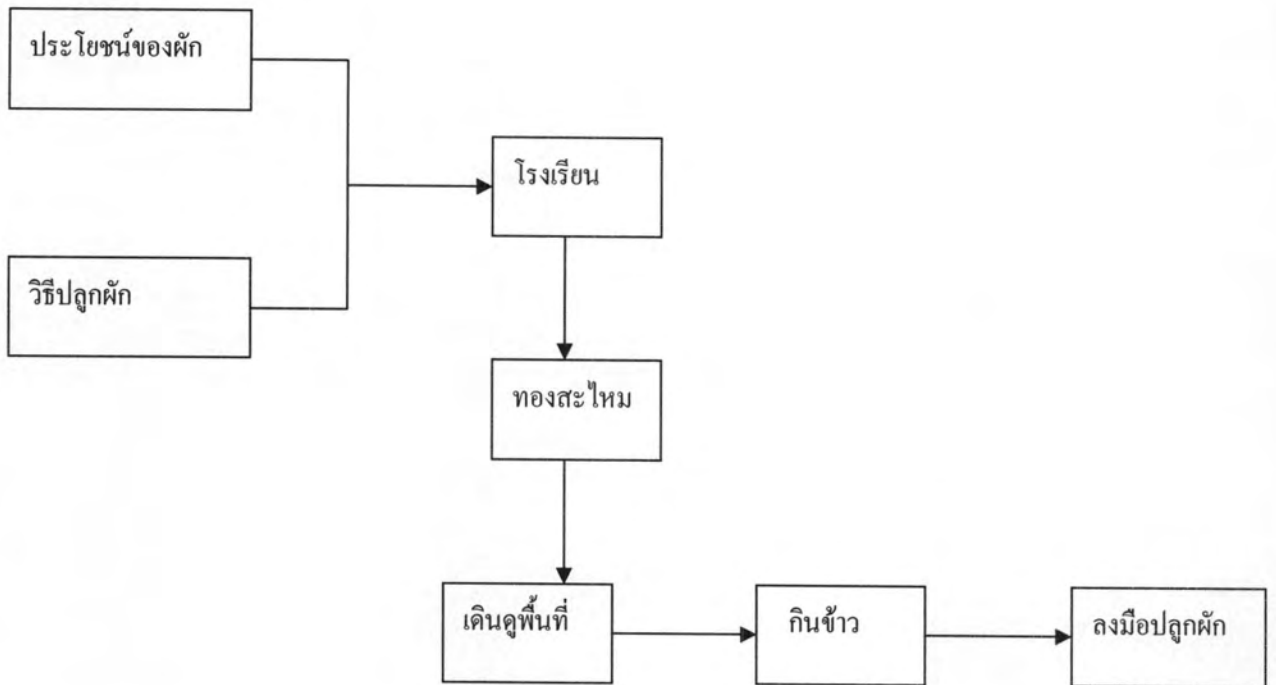 ประโยชน์ของผัก
โรงเรียน
วิธีปลูกผัก
ทองสะไหม
เดินดูพื้นที่
กินข้าว
ลงมือปลูกผัก